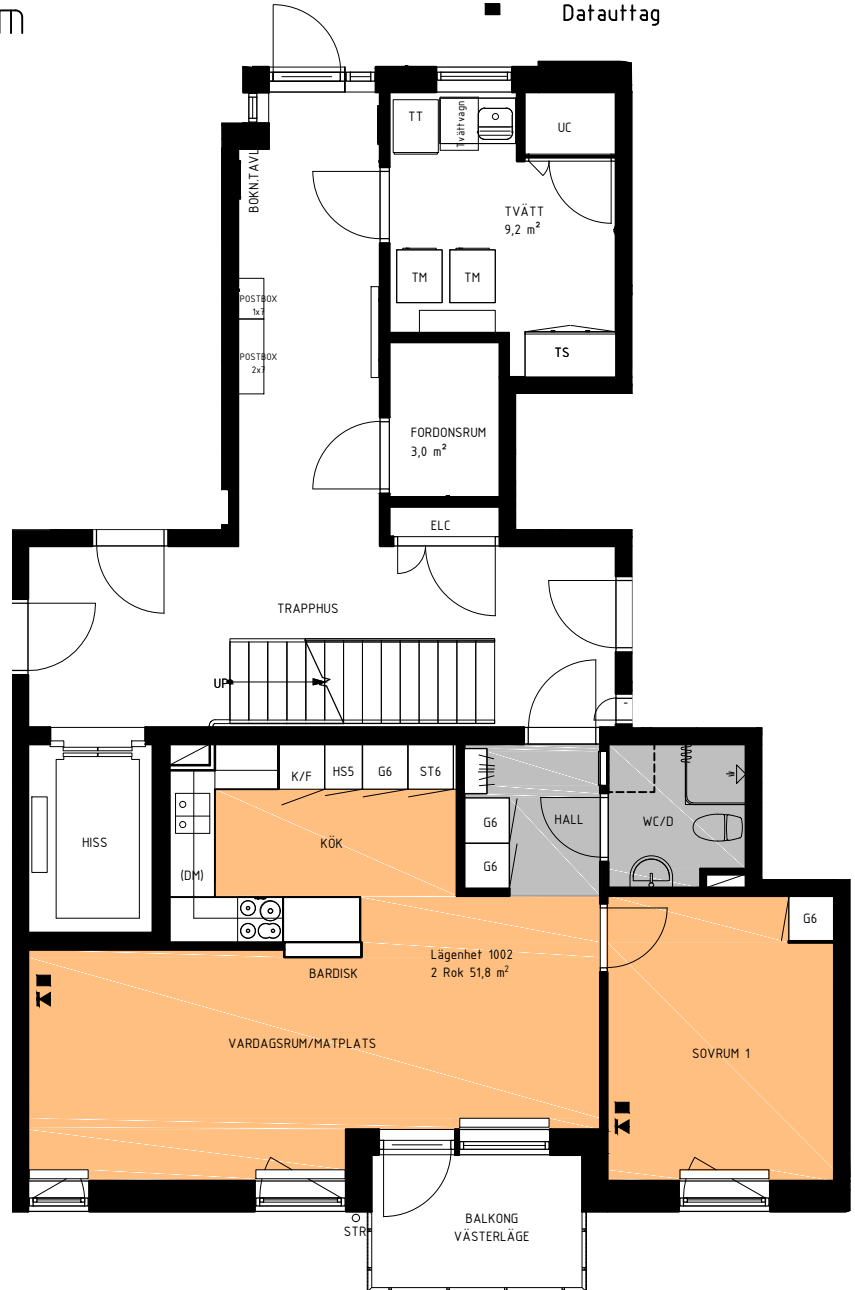 m
Datauttag
TT
Tvättvagn
UC
BOKN.TAVL
TVÄTT
9,2 m²
TM
TM
POSTBOX
1x7
POSTBOX
2x7
TS
FORDONSRUM
3,0 m²
ELC
TRAPPHUS
UP
K/F
HS5
G6
ST6
HISS
KÖK
G6
HALL
WC/D
G6
(DM)
G6
Lägenhet 1002
2 Rok 51,8 m²
BARDISK
VARDAGSRUM/MATPLATS
SOVRUM 1
STR
BALKONG
VÄSTERLÄGE